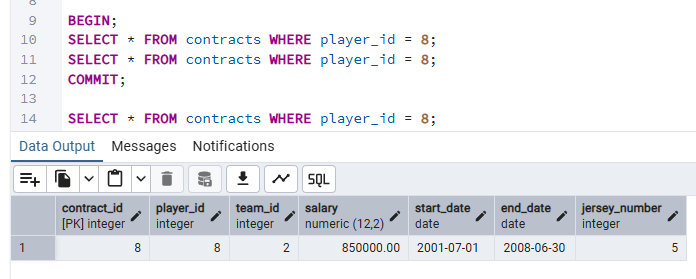 8
9 BEGIN;
10 SELECT * FROM contracts WHERE player_id = 8;
11 SELECT * FROM contracts WHERE player_id = 8;
12 COMMIT;
13
14 SELECT * FROM contracts WHERE player_id = 8;
Data Output Messages Notifications
SQL
contract_id player_id team_id salary start_date end_date jersey_number
[PK] integer integer integer numeric (12,2) date date integer
1 8 8 2 850000.00 2001-07-01 2008-06-30 5